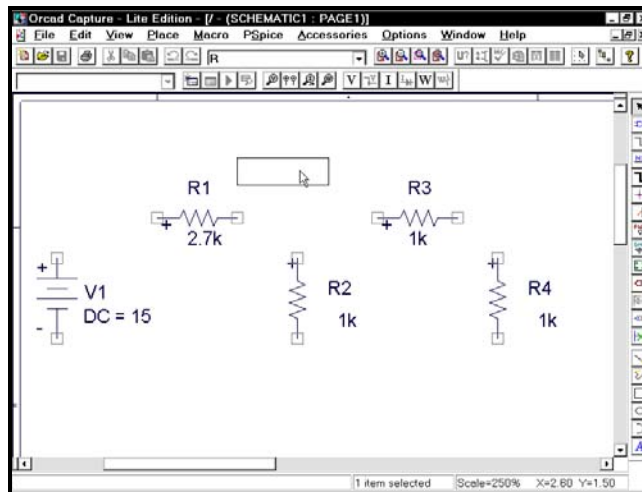 Orcad Capture - Lite Edition - [/ - (SCHEMATIC1 : PAGE1)]
File Edit View Place Macro PSpice Accessories Options Window Help
R
V I W
R1
2.7k
R3
1k
+
V1
DC = 15
-
R2
1k
R4
1k
1 item selected Scale=250% X=2.60 Y=1.50